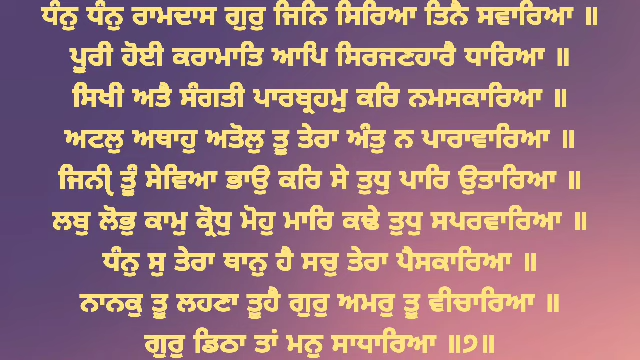 ਧੰਨੁ ਧੰਨੁ ਰਾਮਦਾਸ ਗੁਰੁ ਜਿਨਿ ਸਿਰਿਆ ਤਿਨੈ ਸਵਾਰਿਆ ॥
ਪੂਰੀ ਹੋਈ ਕਰਾਮਾਤਿ ਆਪਿ ਸਿਰਜਣਹਾਰੈ ਧਾਰਿਆ ॥
ਸਿਖੀ ਅਤੈ ਸੰਗਤੀ ਪਾਰਬ੍ਰਹਮੁ ਕਰਿ ਨਮਸਕਾਰਿਆ ॥
ਅਟਲੁ ਅਥਾਹੁ ਅਤੋਲੁ ਤੂ ਤੇਰਾ ਅੰਤੁ ਨ ਪਾਰਾਵਾਰਿਆ ॥
ਜਿਨੀੑ ਤੂੰ ਸੇਵਿਆ ਭਾਉ ਕਰਿ ਸੇ ਤੁਧੁ ਪਾਰਿ ਉਤਾਰਿਆ ॥
ਲਬੁ ਲੋਭੁ ਕਾਮੁ ਕ੍ਰੋਧੁ ਮੋਹੁ ਮਾਰਿ ਕਢੇ ਤੁਧੁ ਸਪਰਵਾਰਿਆ ॥
ਧੰਨੁ ਸੁ ਤੇਰਾ ਥਾਨੁ ਹੈ ਸਚੁ ਤੇਰਾ ਪੈਸਕਾਰਿਆ ॥
ਨਾਨਕੁ ਤੂ ਲਹਣਾ ਤੂਹੈ ਗੁਰੁ ਅਮਰੁ ਤੂ ਵੀਚਾਰਿਆ ॥
ਗੁਰੁ ਡਿਠਾ ਤਾਂ ਮਨੁ ਸਾਧਾਰਿਆ ॥੭॥